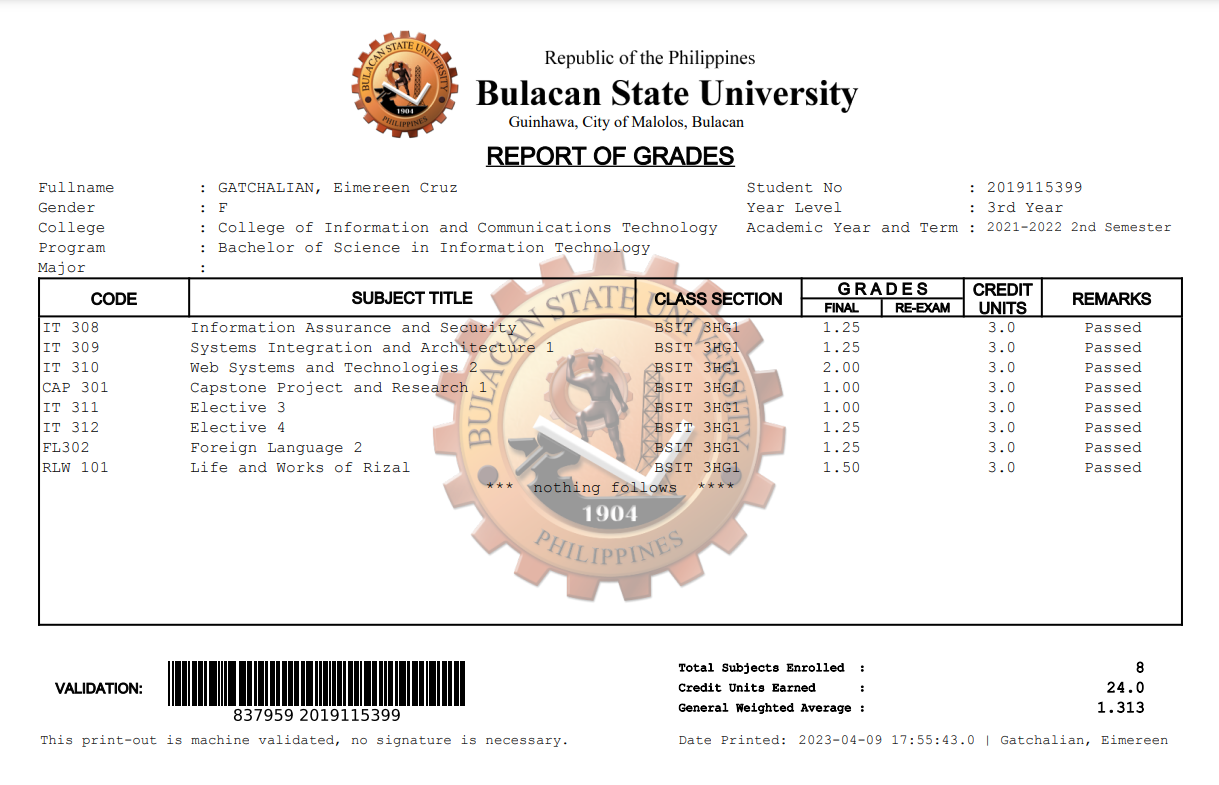 BULACAN STATE UNIVERSITY
1904
PHILIPPINES
Republic of the Philippines
Bulacan State University
Guinhawa, City of Malolos, Bulacan
REPORT OF GRADES
Fullname : GATCHALIAN, Eimereen Cruz Student No : 2019115399
Gender : F Year Level : 3rd Year
College : College of Information and Communications Technology Academic Year and Term : 2021-2022 2nd Semester
Program : Bachelor of Science in Information Technology
Major :
CODE SUBJECT TITLE CLASS SECTION GRADES FINAL RE-EXAM CREDIT UNITS REMARKS
IT 308 Information Assurance and Security BSIT 3HG1 1.25 3.0 Passed
IT 309 Systems Integration and Architecture 1 BSIT 3HG1 1.25 3.0 Passed
IT 310 Web Systems and Technologies 2 BSIT 3HG1 2.00 3.0 Passed
CAP 301 Capstone Project and Research 1 BSIT 3HG1 1.00 3.0 Passed
IT 311 Elective 3 BSIT 3HG1 1.00 3.0 Passed
IT 312 Elective 4 BSIT 3HG1 1.25 3.0 Passed
FL302 Foreign Language 2 BSIT 3HG1 1.25 3.0 Passed
RLW 101 Life and Works of Rizal BSIT 3HG1 1.50 3.0 Passed
*** nothing follows ****
BULACAN STATE UNIVERSITY
1904
PHILIPPINES
Total Subjects Enrolled : 8
VALIDATION: Credit Units Earned : 24.0
General Weighted Average : 1.313
837959 2019115399
This print-out is machine validated, no signature is necessary. Date Printed: 2023-04-09 17:55:43.0 | Gatchalian, Eimereen